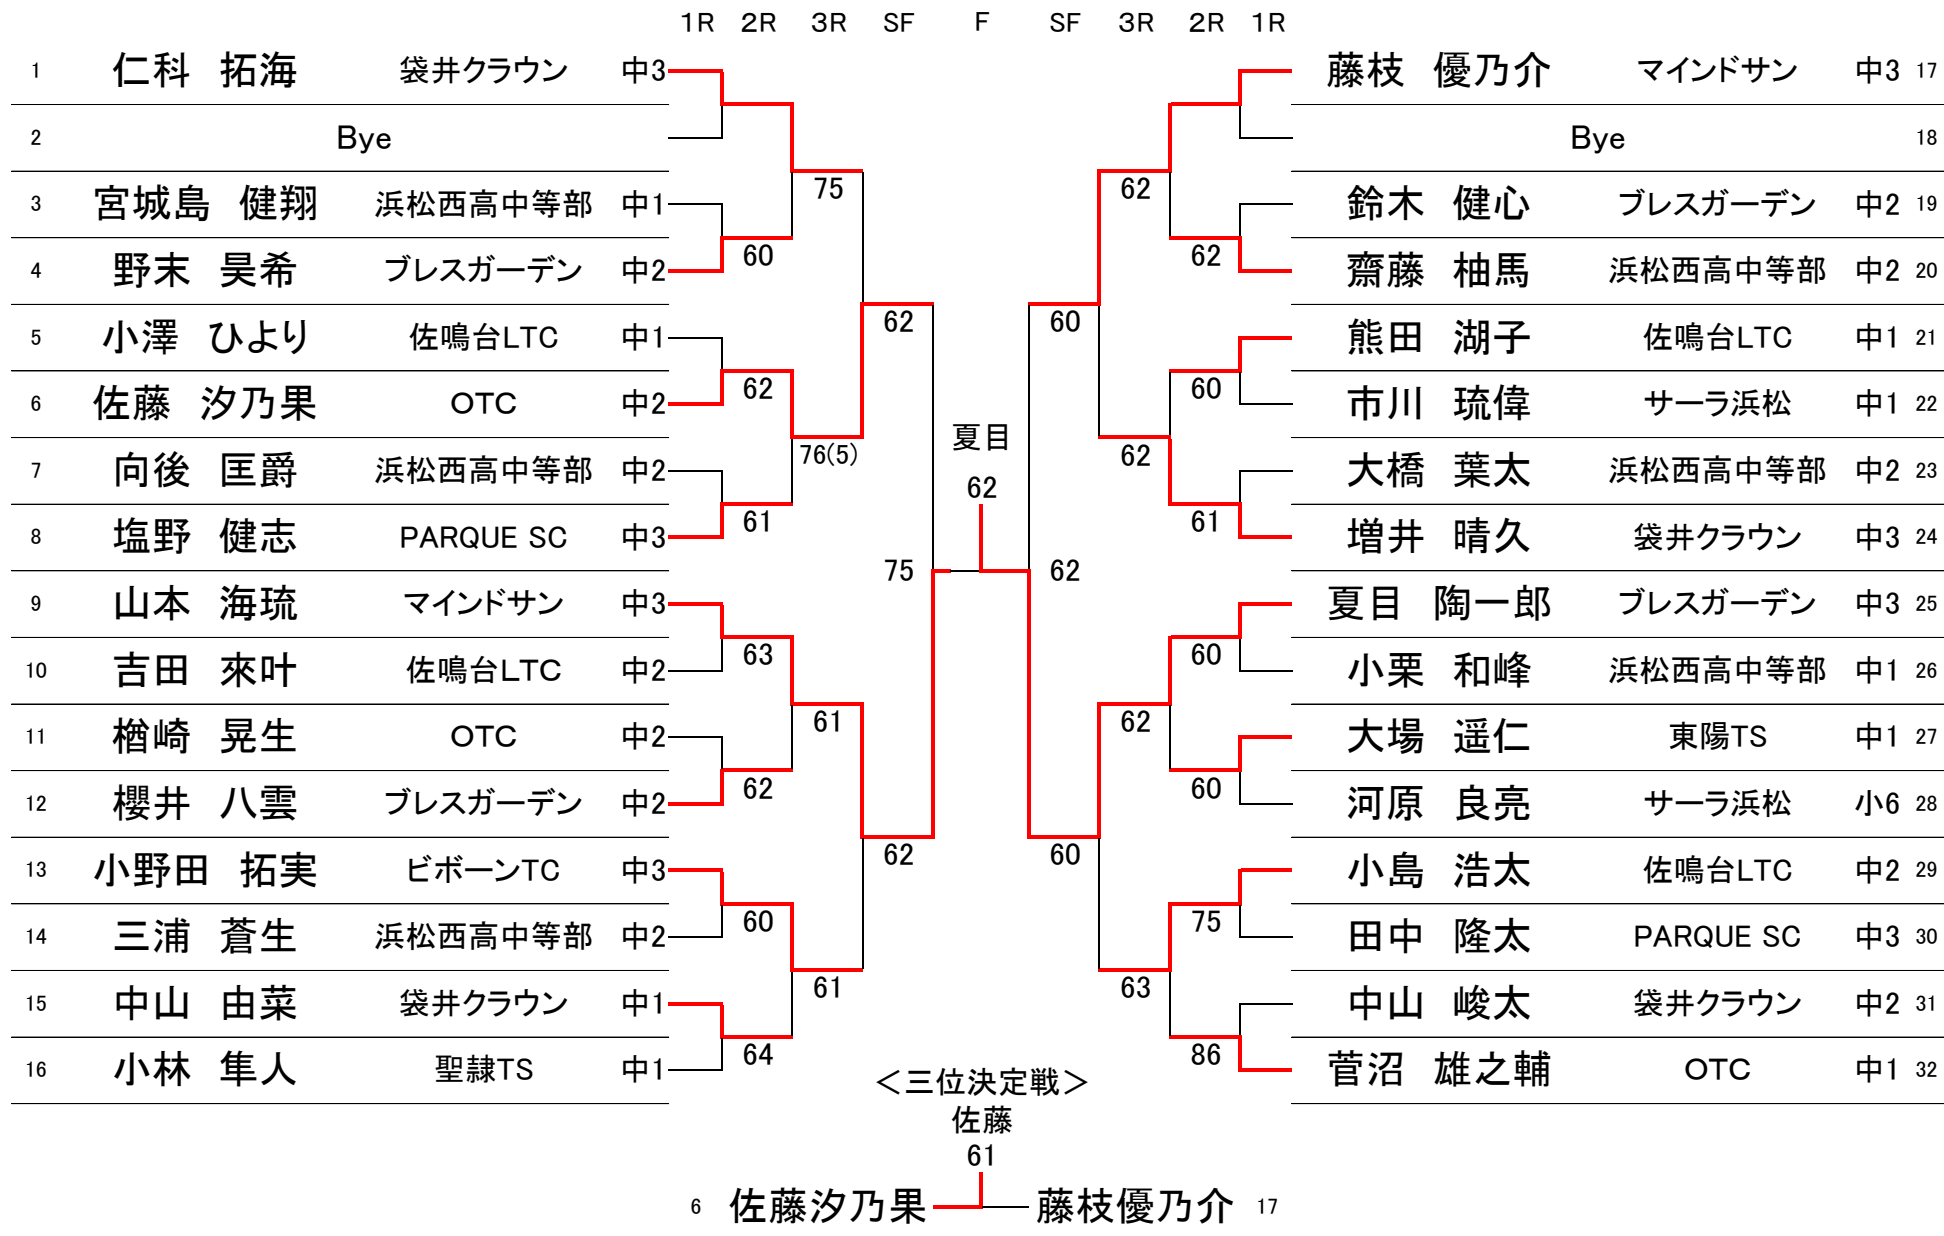 1R 2R 3R SF F SF 3R 2R 1R
1 仁科 拓海 袋井クラウン 中3 藤枝 優乃介 マインドサン 中3 17
2 Bye Bye 18
75 62
3 宮城島 健翔 浜松西高中等部 中1 鈴木 健心 ブレスガーデン 中2 19
60 62
4 野末 昊希 ブレスガーデン 中2 齋藤 柚馬 浜松西高中等部 中2 20
62 60
5 小澤 ひより 佐鳴台LTC 中1 熊田 湖子 佐鳴台LTC 中1 21
62 60
6 佐藤 汐乃果 OTC 中2 市川 琉偉 サーラ浜松 中1 22
夏目
76(5) 62
7 向後 匡爵 浜松西高中等部 中2 大橋 葉太 浜松西高中等部 中2 23
62
61 61
8 塩野 健志 PARQUE SC 中3 増井 晴久 袋井クラウン 中3 24
75 62
9 山本 海琉 マインドサン 中3 夏目 陶一郎 ブレスガーデン 中3 25
63 60
10 吉田 來叶 佐鳴台LTC 中2 小栗 和峰 浜松西高中等部 中1 26
61 62
11 楢崎 晃生 OTC 中2 大場 遥仁 東陽TS 中1 27
62 60
12 櫻井 八雲 ブレスガーデン 中2 河原 良亮 サーラ浜松 小6 28
62 60
13 小野田 拓実 ビボーンTC 中3 小島 浩太 佐鳴台LTC 中2 29
60 75
14 三浦 蒼生 浜松西高中等部 中2 田中 隆太 PARQUE SC 中3 30
61 63
15 中山 由菜 袋井クラウン 中1 中山 峻太 袋井クラウン 中2 31
64 86
16 小林 隼人 聖隷TS 中1 菅沼 雄之輔 OTC 中1 32
＜三位決定戦＞
佐藤
61
6 佐藤汐乃果 藤枝優乃介 17